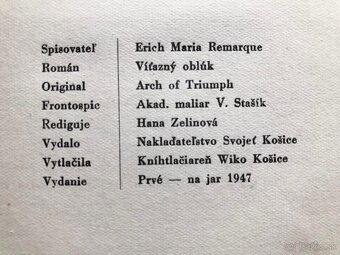 Spisovateľ Erich Maria Remarque
Román Víťazný oblúk
Original Arch of Triumph
Frontospic Akad. maliar V. Stašík
Rediguje Hana Zelinová
Vydalo Nakladateľstvo Svojeť Košice
Vytlačila Kníhtlačiareň Wiko Košice
Vydanie Prvé — na jar 1947